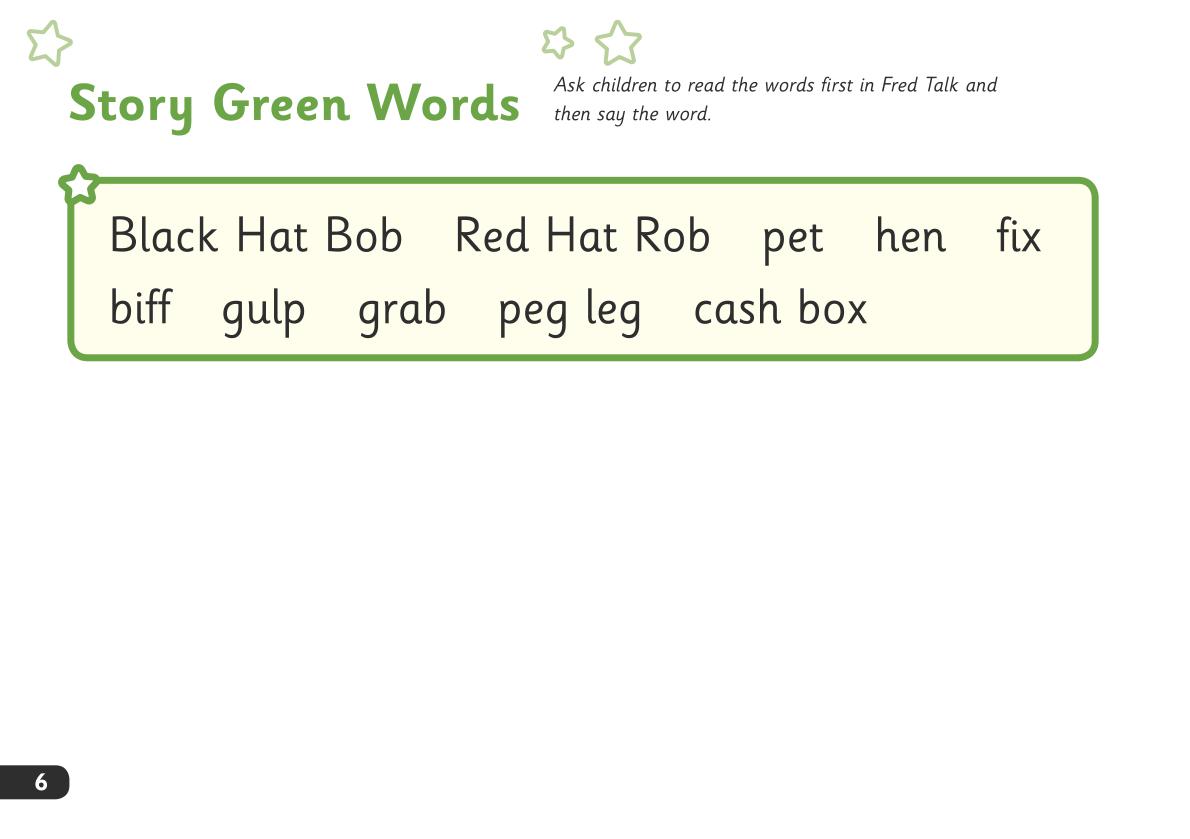 Story Green Words
Ask children to read the words first in Fred Talk and
then say the word.
Black Hat Bob Red Hat Rob pet hen fix
biff gulp grab peg leg cash box
6